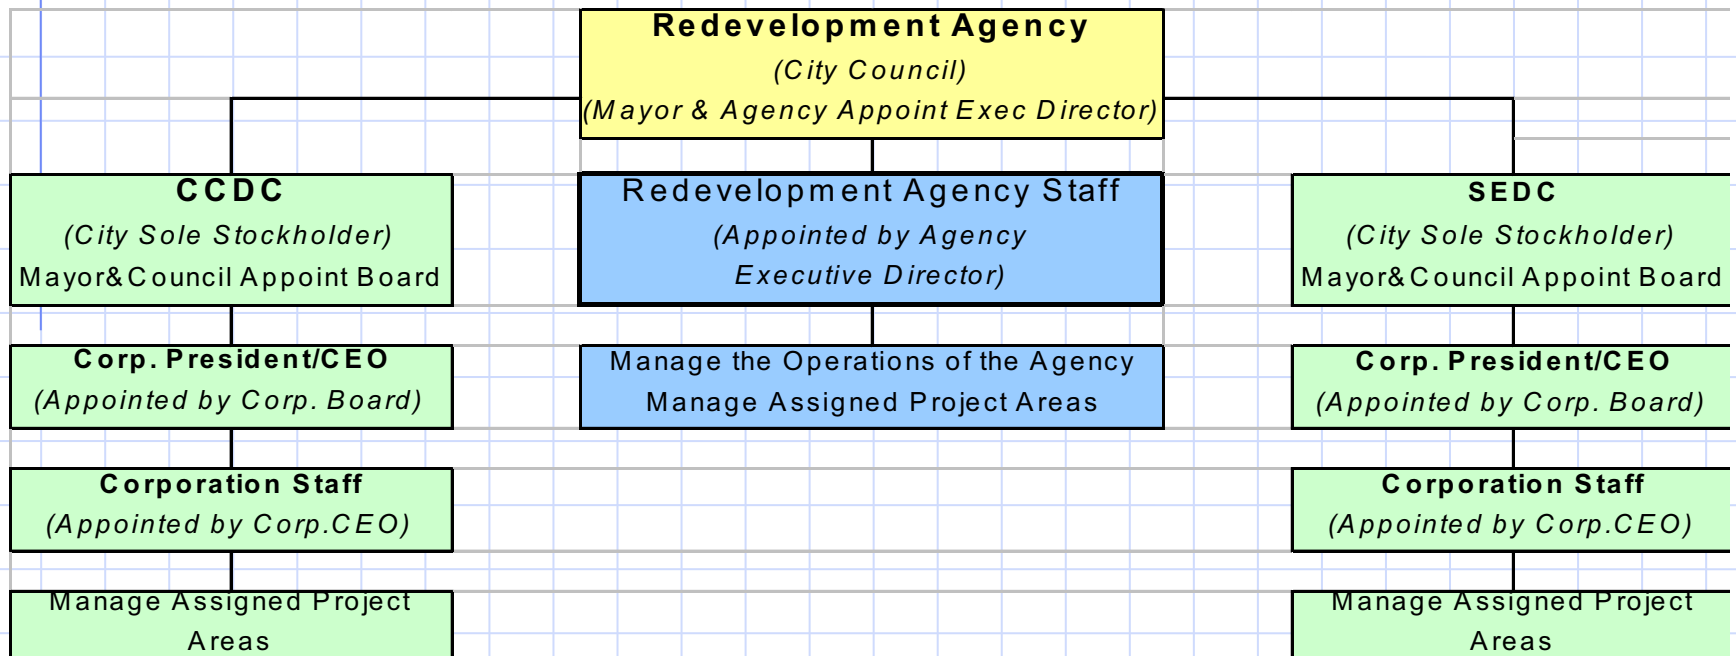 Redevelopment Agency
(City Council)
(Mayor & Agency Appoint Exec Director)
CCDC
(City Sole Stockholder)
Mayor&Council Appoint Board
Redevelopment Agency Staff
(Appointed by Agency
Executive Director)
SEDC
(City Sole Stockholder)
Mayor&Council Appoint Board
Corp. President/CEO
(Appointed by Corp. Board)
Manage the Operations of the Agency
Manage Assigned Project Areas
Corp. President/CEO
(Appointed by Corp. Board)
Corporation Staff
(Appointed by Corp.CEO)
Corporation Staff
(Appointed by Corp.CEO)
Manage Assigned Project
Areas
Manage Assigned Project
Areas